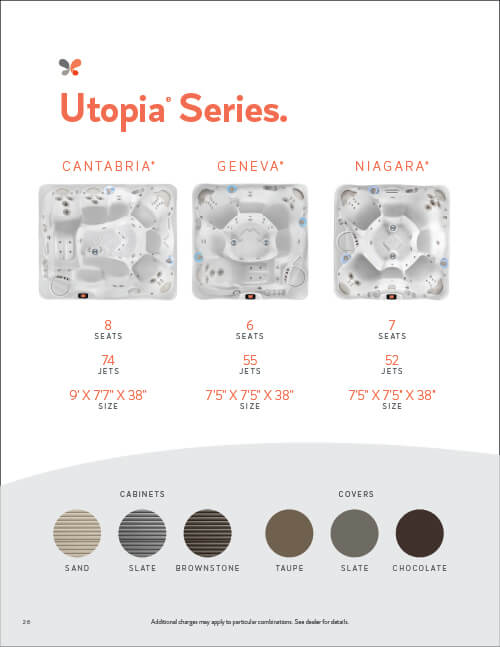 Utopia® Series.
CANTABRIA®
GENEVA®
NIAGARA®
8
SEATS
6
SEATS
7
SEATS
74
JETS
55
JETS
52
JETS
9' X 7'7" X 38"
SIZE
7'5" X 7'5" X 38"
SIZE
7'5" X 7'5" X 38"
SIZE
CABINETS
COVERS
SAND
SLATE
BROWNSTONE
TAUPE
SLATE
CHOCOLATE
26
Additional charges may apply to particular combinations. See dealer for details.